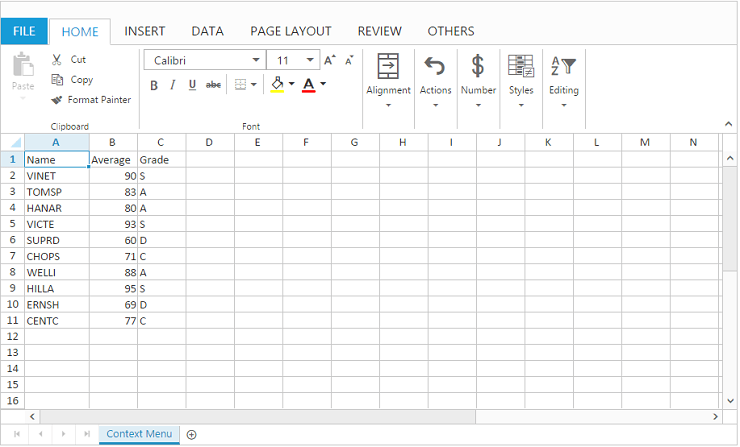 FILE HOME INSERT DATA PAGE LAYOUT REVIEW OTHERS
Paste
Cut
Copy
Format Painter
Clipboard
Calibri 11 A A
B I U abc A
Font
Alignment
Actions
$
Number
Styles
A
Z
Editing
A B C D E F G H I J K L M N
1 Name Average Grade
2 VINET 90 S
3 TOMSP 83 A
4 HANAR 80 A
5 VICTE 93 S
6 SUPRD 60 D
7 CHOPS 71 C
8 WELLI 88 A
9 HILLA 95 S
10 ERNSH 69 D
11 CENTC 77 C
12
13
14
15
16
Context Menu